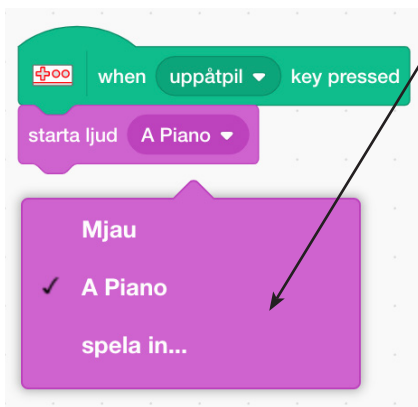 when uppåtpil key pressed
starta ljud A Piano
Mjau
A Piano
spela in...